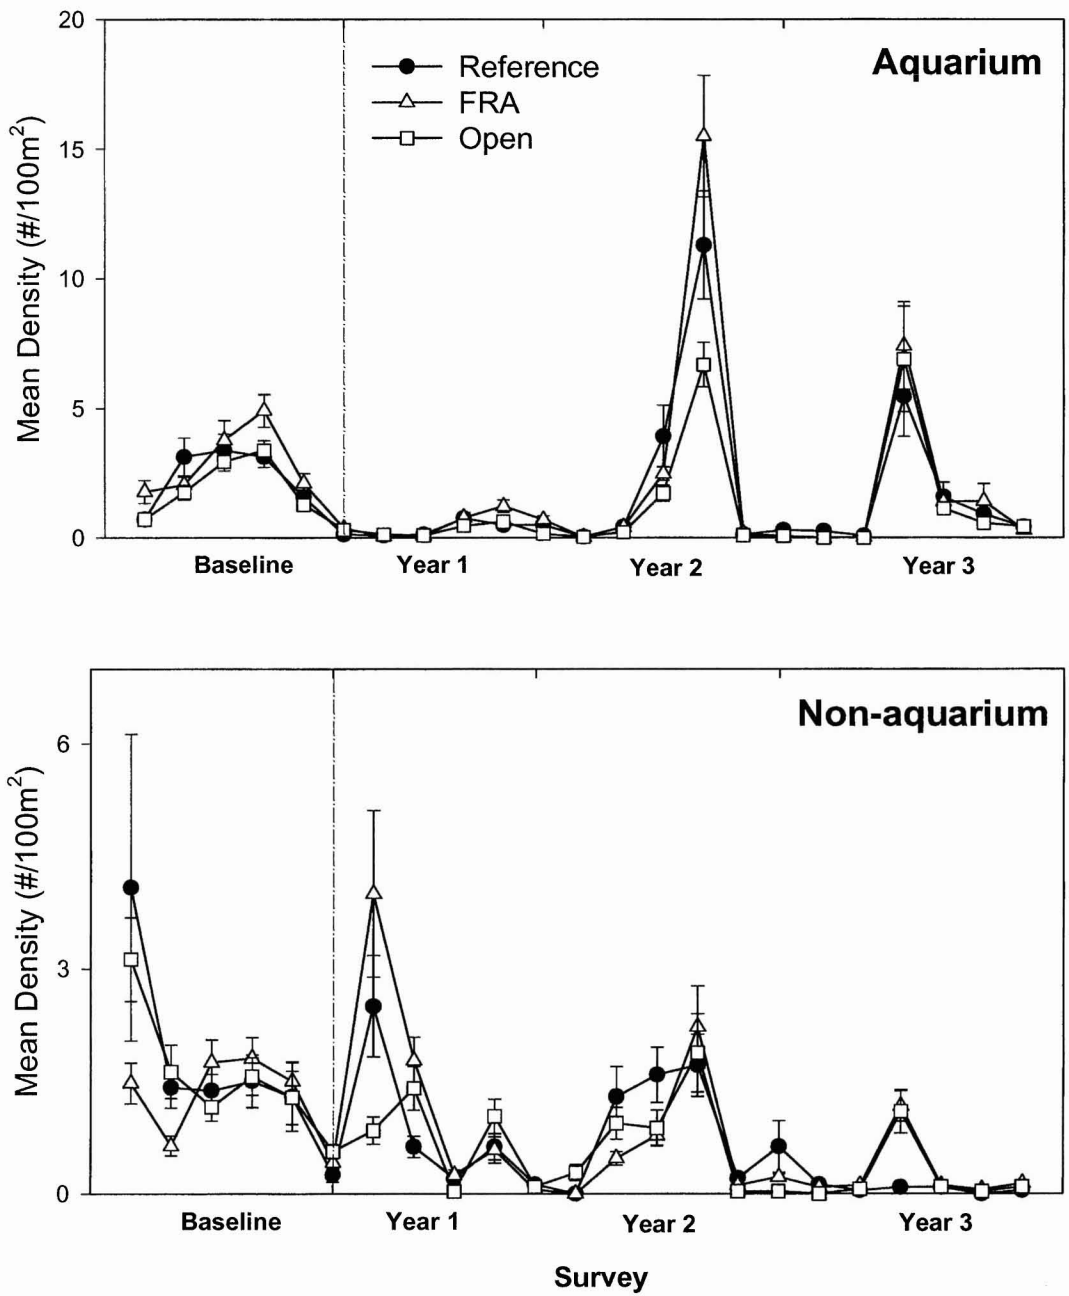 20
Aquarium
Reference
FRA
Open
15
10
5
0
Mean Density (#/100m²)
Baseline Year 1 Year 2 Year 3
Non-aquarium
6
3
0
Mean Density (#/100m²)
Baseline Year 1 Year 2 Year 3
Survey